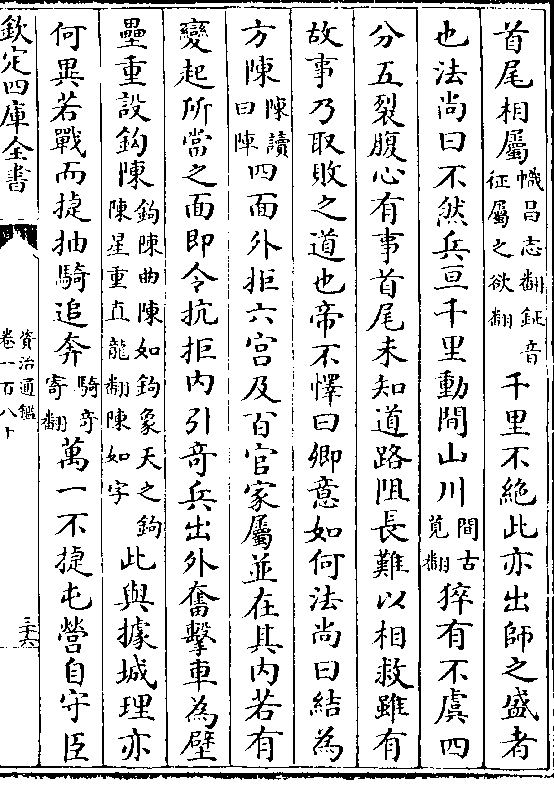 首尾相屬幟昌志翻鉦音征屬之欲翻千里不絶此亦出師之盛者
也法尚曰不然兵亘千里動間山川間古莧翻猝有不虞四
分五裂腹心有事首尾未知道路阻長難以相救雖有
故事乃取敗之道也帝不懌曰卿意如何法尚曰結為
方陳陳讀曰陣四面外拒六宫及百官家屬並在其内若有
變起所當之面即令抗拒内引奇兵出外奮擊車為壁
壘重設鈎陳鈎陳曲陳如鈎象天之鈎陳星重直龍翻陳如字此與據城理亦
何異若戰而捷抽騎追奔騎奇寄翻萬一不捷屯營自守臣
欽定四庫全書
資治通鑑
卷一百八十
三十六